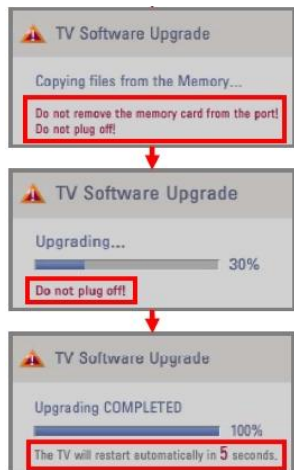 TV Software Upgrade
Copying files from the Memory...
Do not remove the memory card from the port!
Do not plug off!
TV Software Upgrade
Upgrading...
30%
Do not plug off!
TV Software Upgrade
Upgrading COMPLETED
100%
The TV will restart automatically in 5 seconds.